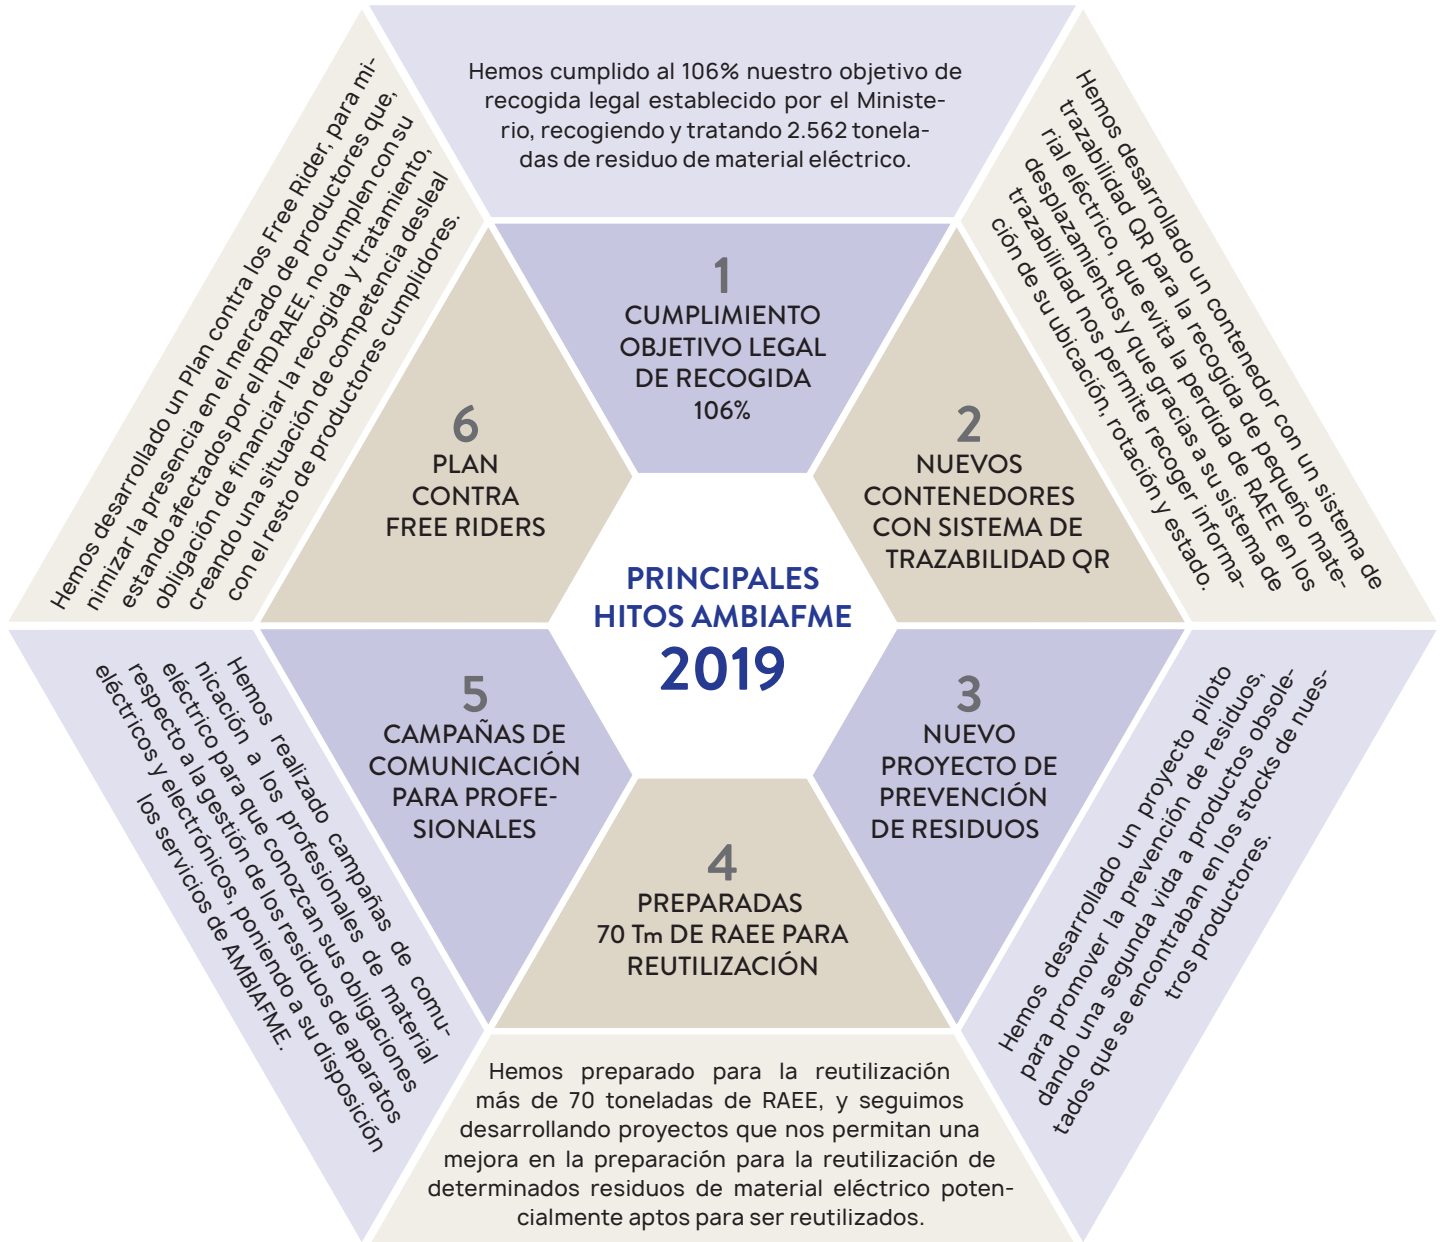 PRINCIPALES
HITOS AMBIAFME
2019
1
CUMPLIMIENTO
OBJETIVO LEGAL
DE RECOGIDA
106%
Hemos cumplido al 106% nuestro objetivo de
recogida legal establecido por el Ministe-
rio, recogiendo y tratando 2.562 tonela-
das de residuo de material eléctrico.
2
NUEVOS
CONTENEDORES
CON SISTEMA DE
TRAZABILIDAD QR
Hemos desarrollado un contenedor con un sistema de
trazabilidad QR para la recogida de pequeño mate-
rial eléctrico, que evita la perdida de RAEE en los
desplazamientos y que gracias a su sistema de
trazabilidad nos permite recoger informa-
ción de su ubicación, rotación y estado.
3
NUEVO
PROYECTO DE
PREVENCIÓN
DE RESIDUOS
Hemos desarrollado un proyecto piloto
para promover la prevención de residuos,
dando una segunda vida a productos obsole-
tados que se encontraban en los stocks de nues-
tros productores.
4
PREPARADAS
70 Tm DE RAEE PARA
REUTILIZACIÓN
Hemos preparado para la reutilización
más de 70 toneladas de RAEE, y seguimos
desarrollando proyectos que nos permitan una
mejora en la preparación para la reutilización de
determinados residuos de material eléctrico poten-
cialmente aptos para ser reutilizados.
5
CAMPAÑAS DE
COMUNICACIÓN
PARA PROFE-
SIONALES
Hemos realizado campañas de comu-
nicación a los profesionales de material
eléctrico para que conozcan sus obligaciones
respecto a la gestión de los residuos de aparatos
eléctricos y electrónicos, poniendo a su disposición
los servicios de AMBIAFME.
6
PLAN
CONTRA
FREE RIDERS
Hemos desarrollado un Plan contra los Free Rider, para mi-
nimizar la presencia en el mercado de productores que,
estando afectados por el RD RAEE, no cumplen con su
obligación de financiar la recogida y tratamiento,
creando una situación de competencia desleal
con el resto de productores cumplidores.